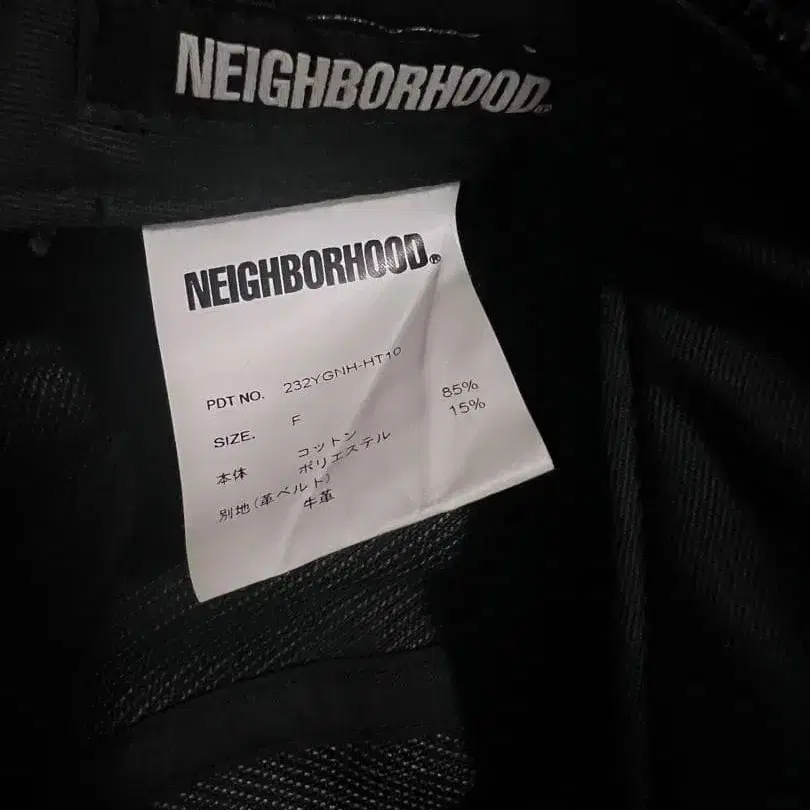 NEIGHBORHOOD®
NEIGHBORHOOD®
PDT NO. 232YGNH-HT10
SIZE. F
本体 コットン 85%
ポリエステル 15%
別地(革ベルト)
牛革